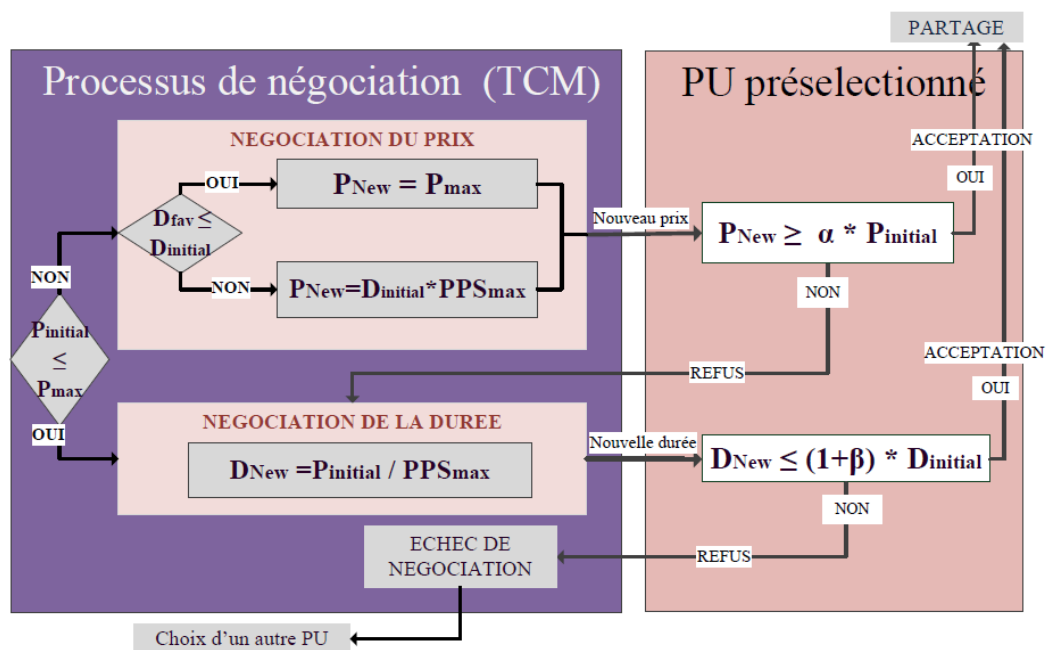 PARTAGE
Processus de négociation (TCM)
PU préselectionné
NEGOCIATION DU PRIX
ACCEPTATION
OUI
PNew = Pmax
OUI
Dfav ≤
Dinitial
Nouveau prix
PNew ≥ α * Pinitial
NON
NON
PNew=Dinitial*PPSmax
NON
Pinitial
≤
Pmax
ACCEPTATION
REFUS
OUI
NEGOCIATION DE LA DUREE
OUI
Nouvelle durée
DNew =Pinitial / PPSmax
DNew ≤ (1+β) * Dinitial
NON
ECHEC DE
NEGOCIATION
REFUS
Choix d’un autre PU